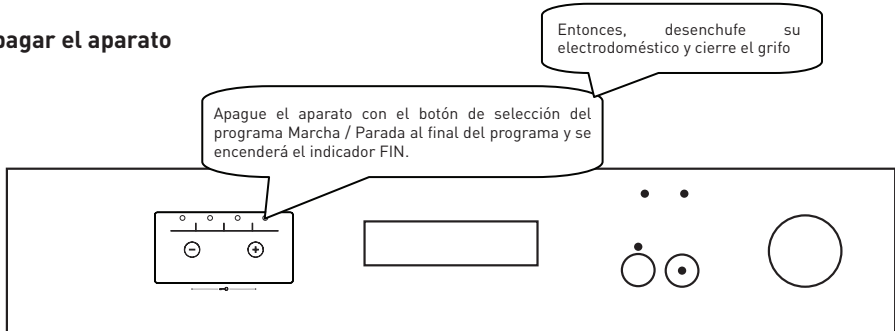 pagar el aparato
Entonces, desenchufe su
electrodoméstico y cierre el grifo
Apague el aparato con el botón de selección del
programa Marcha / Parada al final del programa y se
encenderá el indicador FIN.